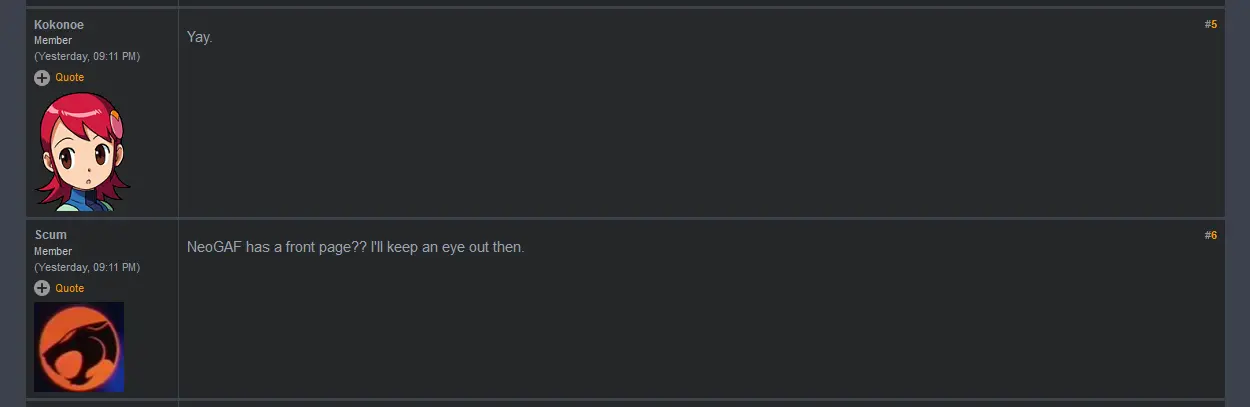 Kokonoe
#5
Member
(Yesterday, 09:11 PM)
Yay.
Quote
Scum
#6
Member
(Yesterday, 09:11 PM)
NeoGAF has a front page?? I'll keep an eye out then.
Quote